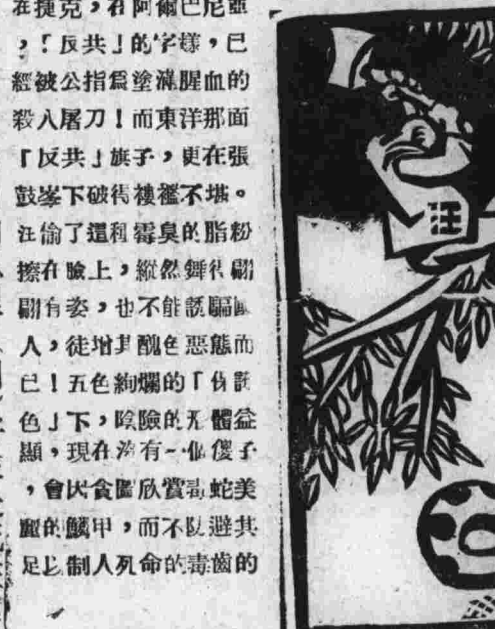 在捷克，在阿爾巴尼亞
，「反共」的字樣，已
經被公指爲塗滿腥血的
殺人屠刀！而東洋那面
「反共」旗子，更在張
鼓峯下破得襤褸不堪。
汪偷了這種霉臭的脂粉
擦在臉上，縱然舞得翩
翩有姿，也不能誘騙
人，徒增其醜色惡態而
已！五色絢爛的「僞
色」下，陰險的 體益
顯，現在沒有一個傻子
，會因貪圖欣賞毒蛇美
麗的鱗甲，而不趨避其
足以制人死命的毒齒的
汪